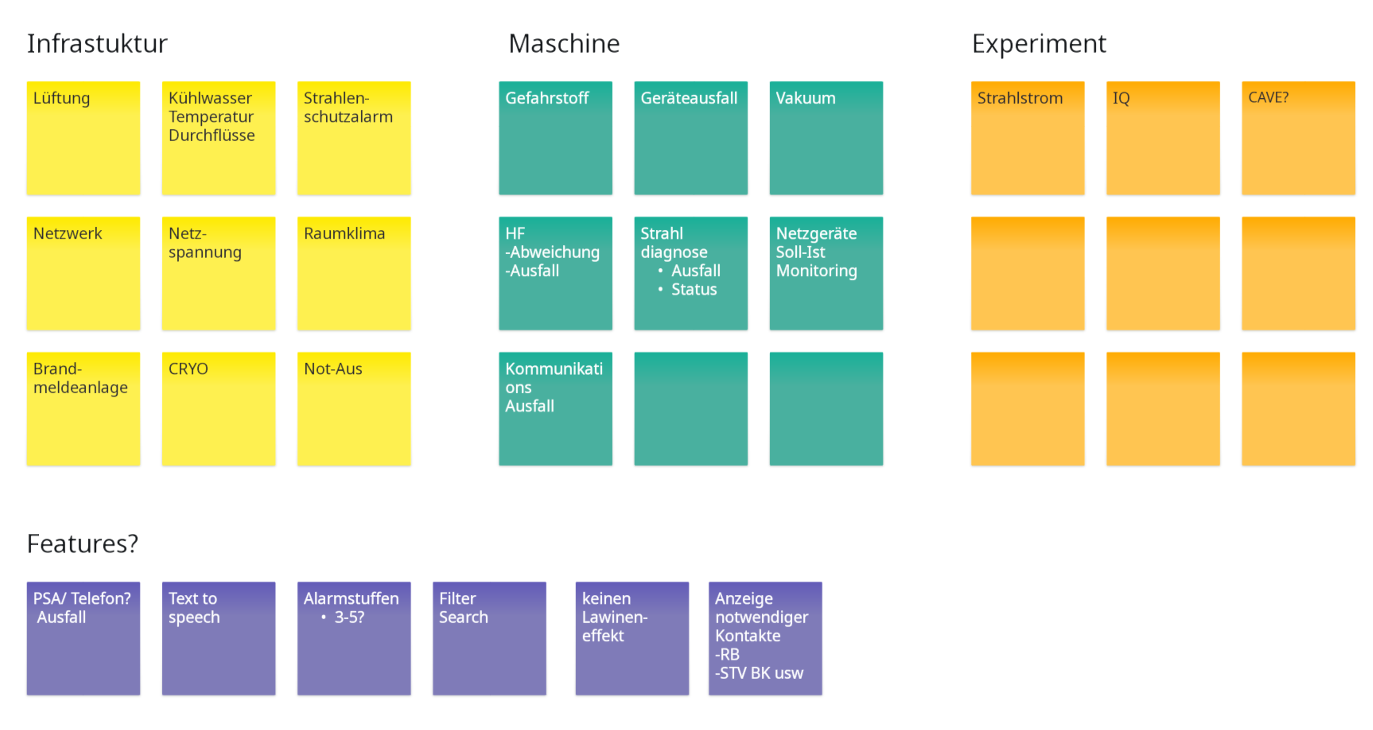 Infrastuktur
Lüftung
Kühlwasser
Temperatur
Durchflüsse
Strahlen-
schutzalarm
Netzwerk
Netz-
spannung
Raumklima
Brand-
meldeanlage
CRYO
Not-Aus
Maschine
Gefahrstoff
Geräteausfall
Vakuum
HF
-Abweichung
-Ausfall
Strahl
diagnose
• Ausfall
• Status
Netzgeräte
Soll-Ist
Monitoring
Kommunikati
ons
Ausfall
Experiment
Strahlstrom
IQ
CAVE?
Features?
PSA/ Telefon?
Ausfall
Text to
speech
Alarmstuffen
• 3-5?
Filter
Search
keinen
Lawinen-
effekt
Anzeige
notwendiger
Kontakte
-RB
-STV BK usw